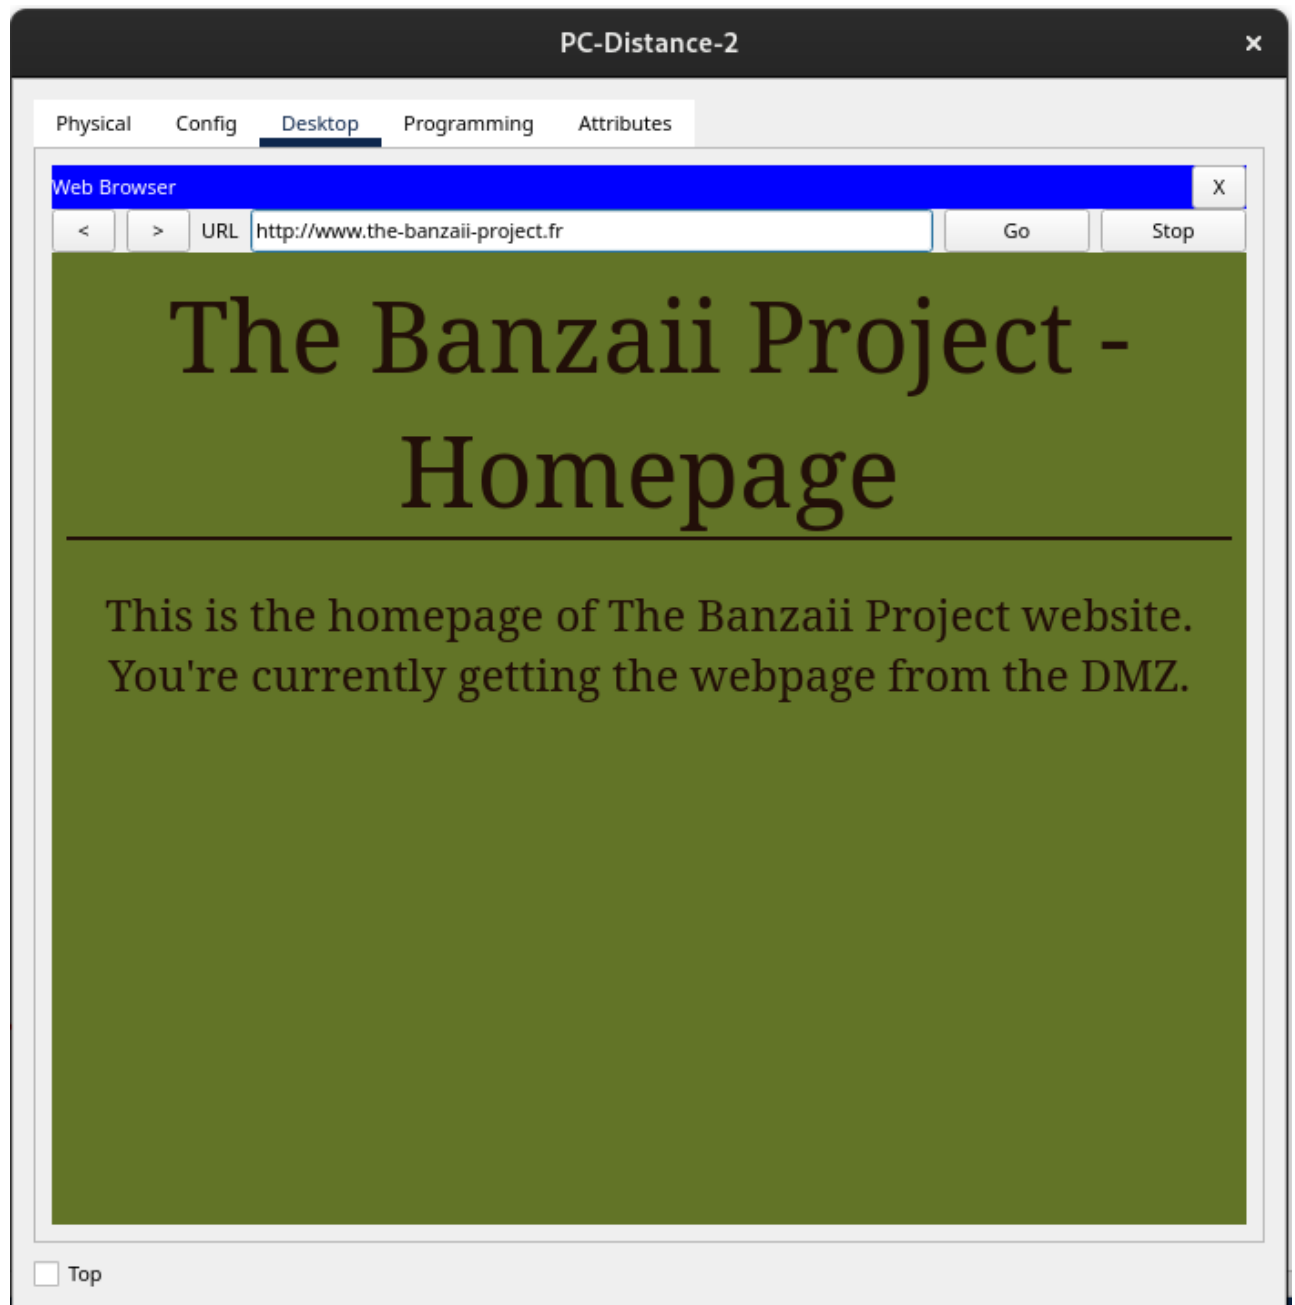 PC-Distance-2 ×
Physical Config Desktop Programming Attributes
Web Browser X
< > URL http://www.the-banzaii-project.fr Go Stop
The Banzaii Project -
Homepage
This is the homepage of The Banzaii Project website.
You're currently getting the webpage from the DMZ.
Top